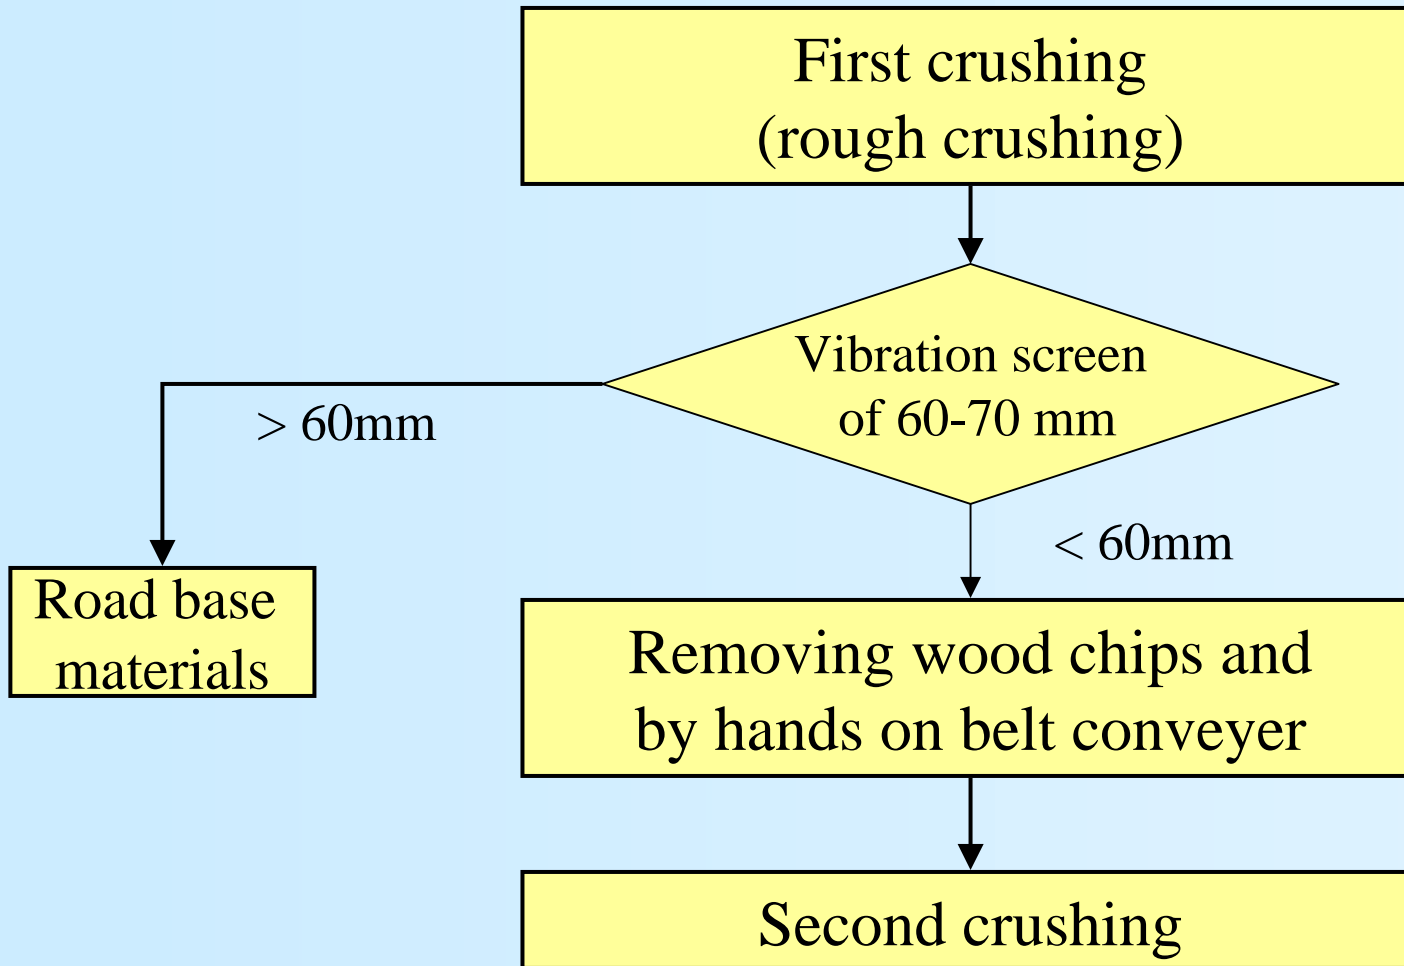 First crushing
(rough crushing)
Vibration screen
of 60-70 mm
> 60mm
< 60mm
Road base
materials
Removing wood chips and
by hands on belt conveyer
Second crushing